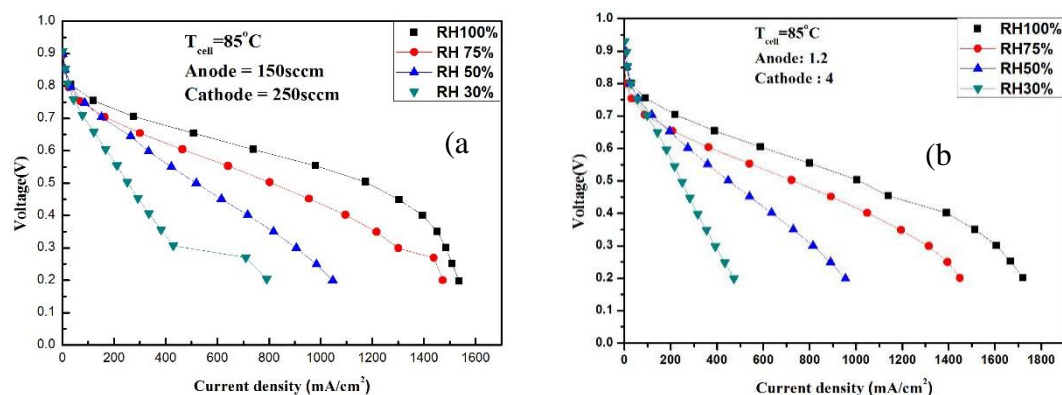 1.0
0.9
0.8
0.7
0.6
0.5
0.4
0.3
0.2
0.1
0.0
Voltage(V)
T_cell=85°C
Anode = 150sccm
Cathode = 250sccm
RH100%
RH 75%
RH 50%
RH 30%
(a)
0 200 400 600 800 1000 1200 1400 1600
Current density (mA/cm²)
1.0
0.9
0.8
0.7
0.6
0.5
0.4
0.3
0.2
0.1
0.0
Voltage(V)
T_cell=85°C
Anode: 1.2
Cathode : 4
RH100%
RH75%
RH50%
RH30%
(b)
0 200 400 600 800 1000 1200 1400 1600 1800
Current density (mA/cm²)